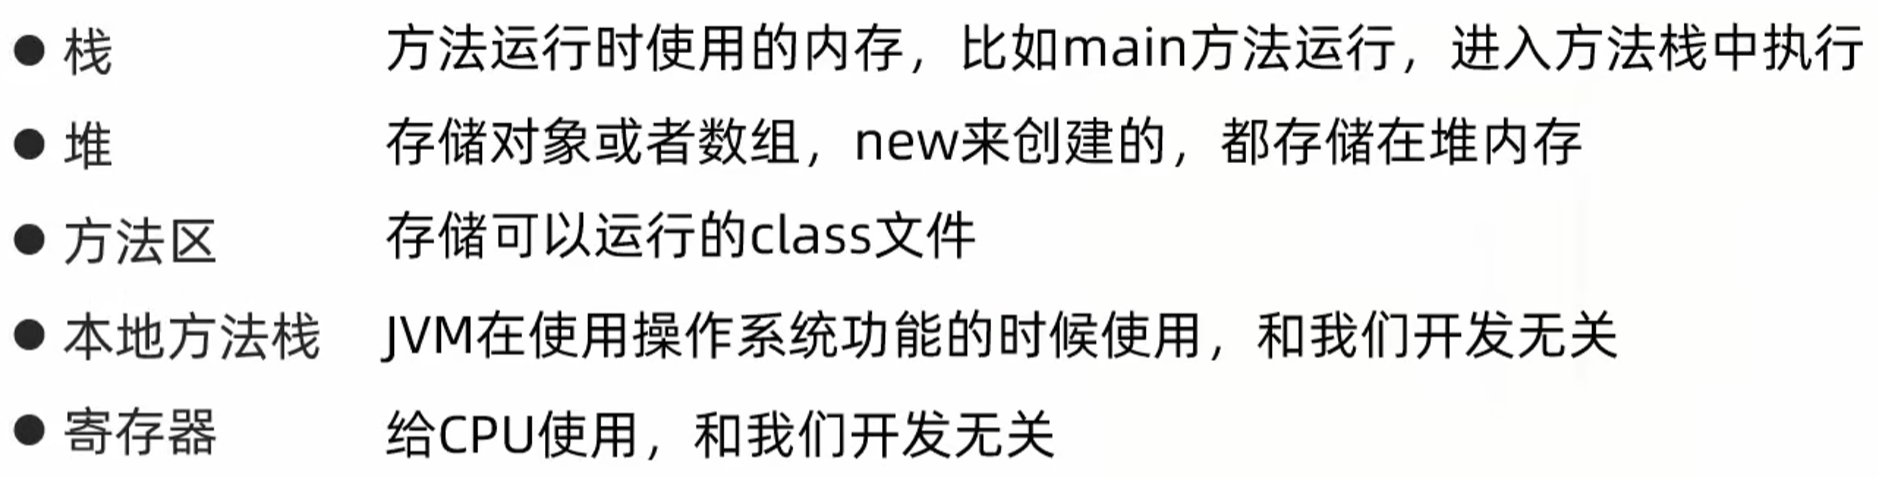 ● 栈 方法运行时使用的内存，比如main方法运行，进入方法栈中执行
● 堆 存储对象或者数组，new来创建的，都存储在堆内存
● 方法区 存储可以运行的class文件
● 本地方法栈 JVM在使用操作系统功能的时候使用，和我们开发无关
● 寄存器 给CPU使用，和我们开发无关